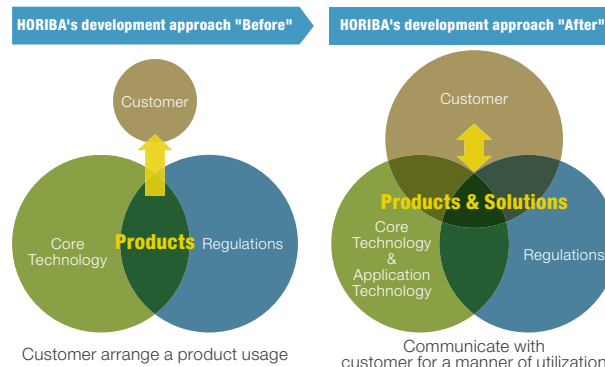 HORIBA's development approach "Before"
Customer
Products
Core
Technology
Regulations
Customer arrange a product usage
HORIBA's development approach "After"
Customer
Products & Solutions
Core
Technology
&
Application
Technology
Regulations
Communicate with
customer for a manner of utilization